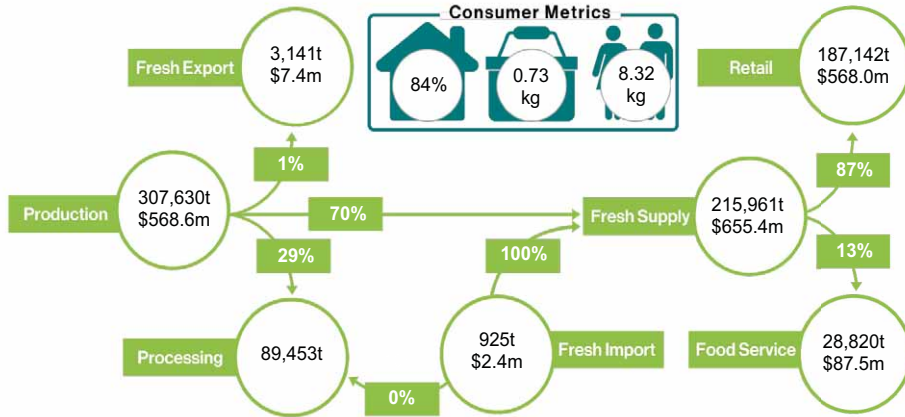 Consumer Metrics
Fresh Export
3,141t
$7.4m
84%
0.73
kg
8.32
kg
Retail
187,142t
$568.0m
1%
87%
Production
307,630t
$568.6m
70%
Fresh Supply
215,961t
$655.4m
29%
100%
13%
Processing
89,453t
925t
$2.4m
Fresh Import
Food Service
28,820t
$87.5m
0%